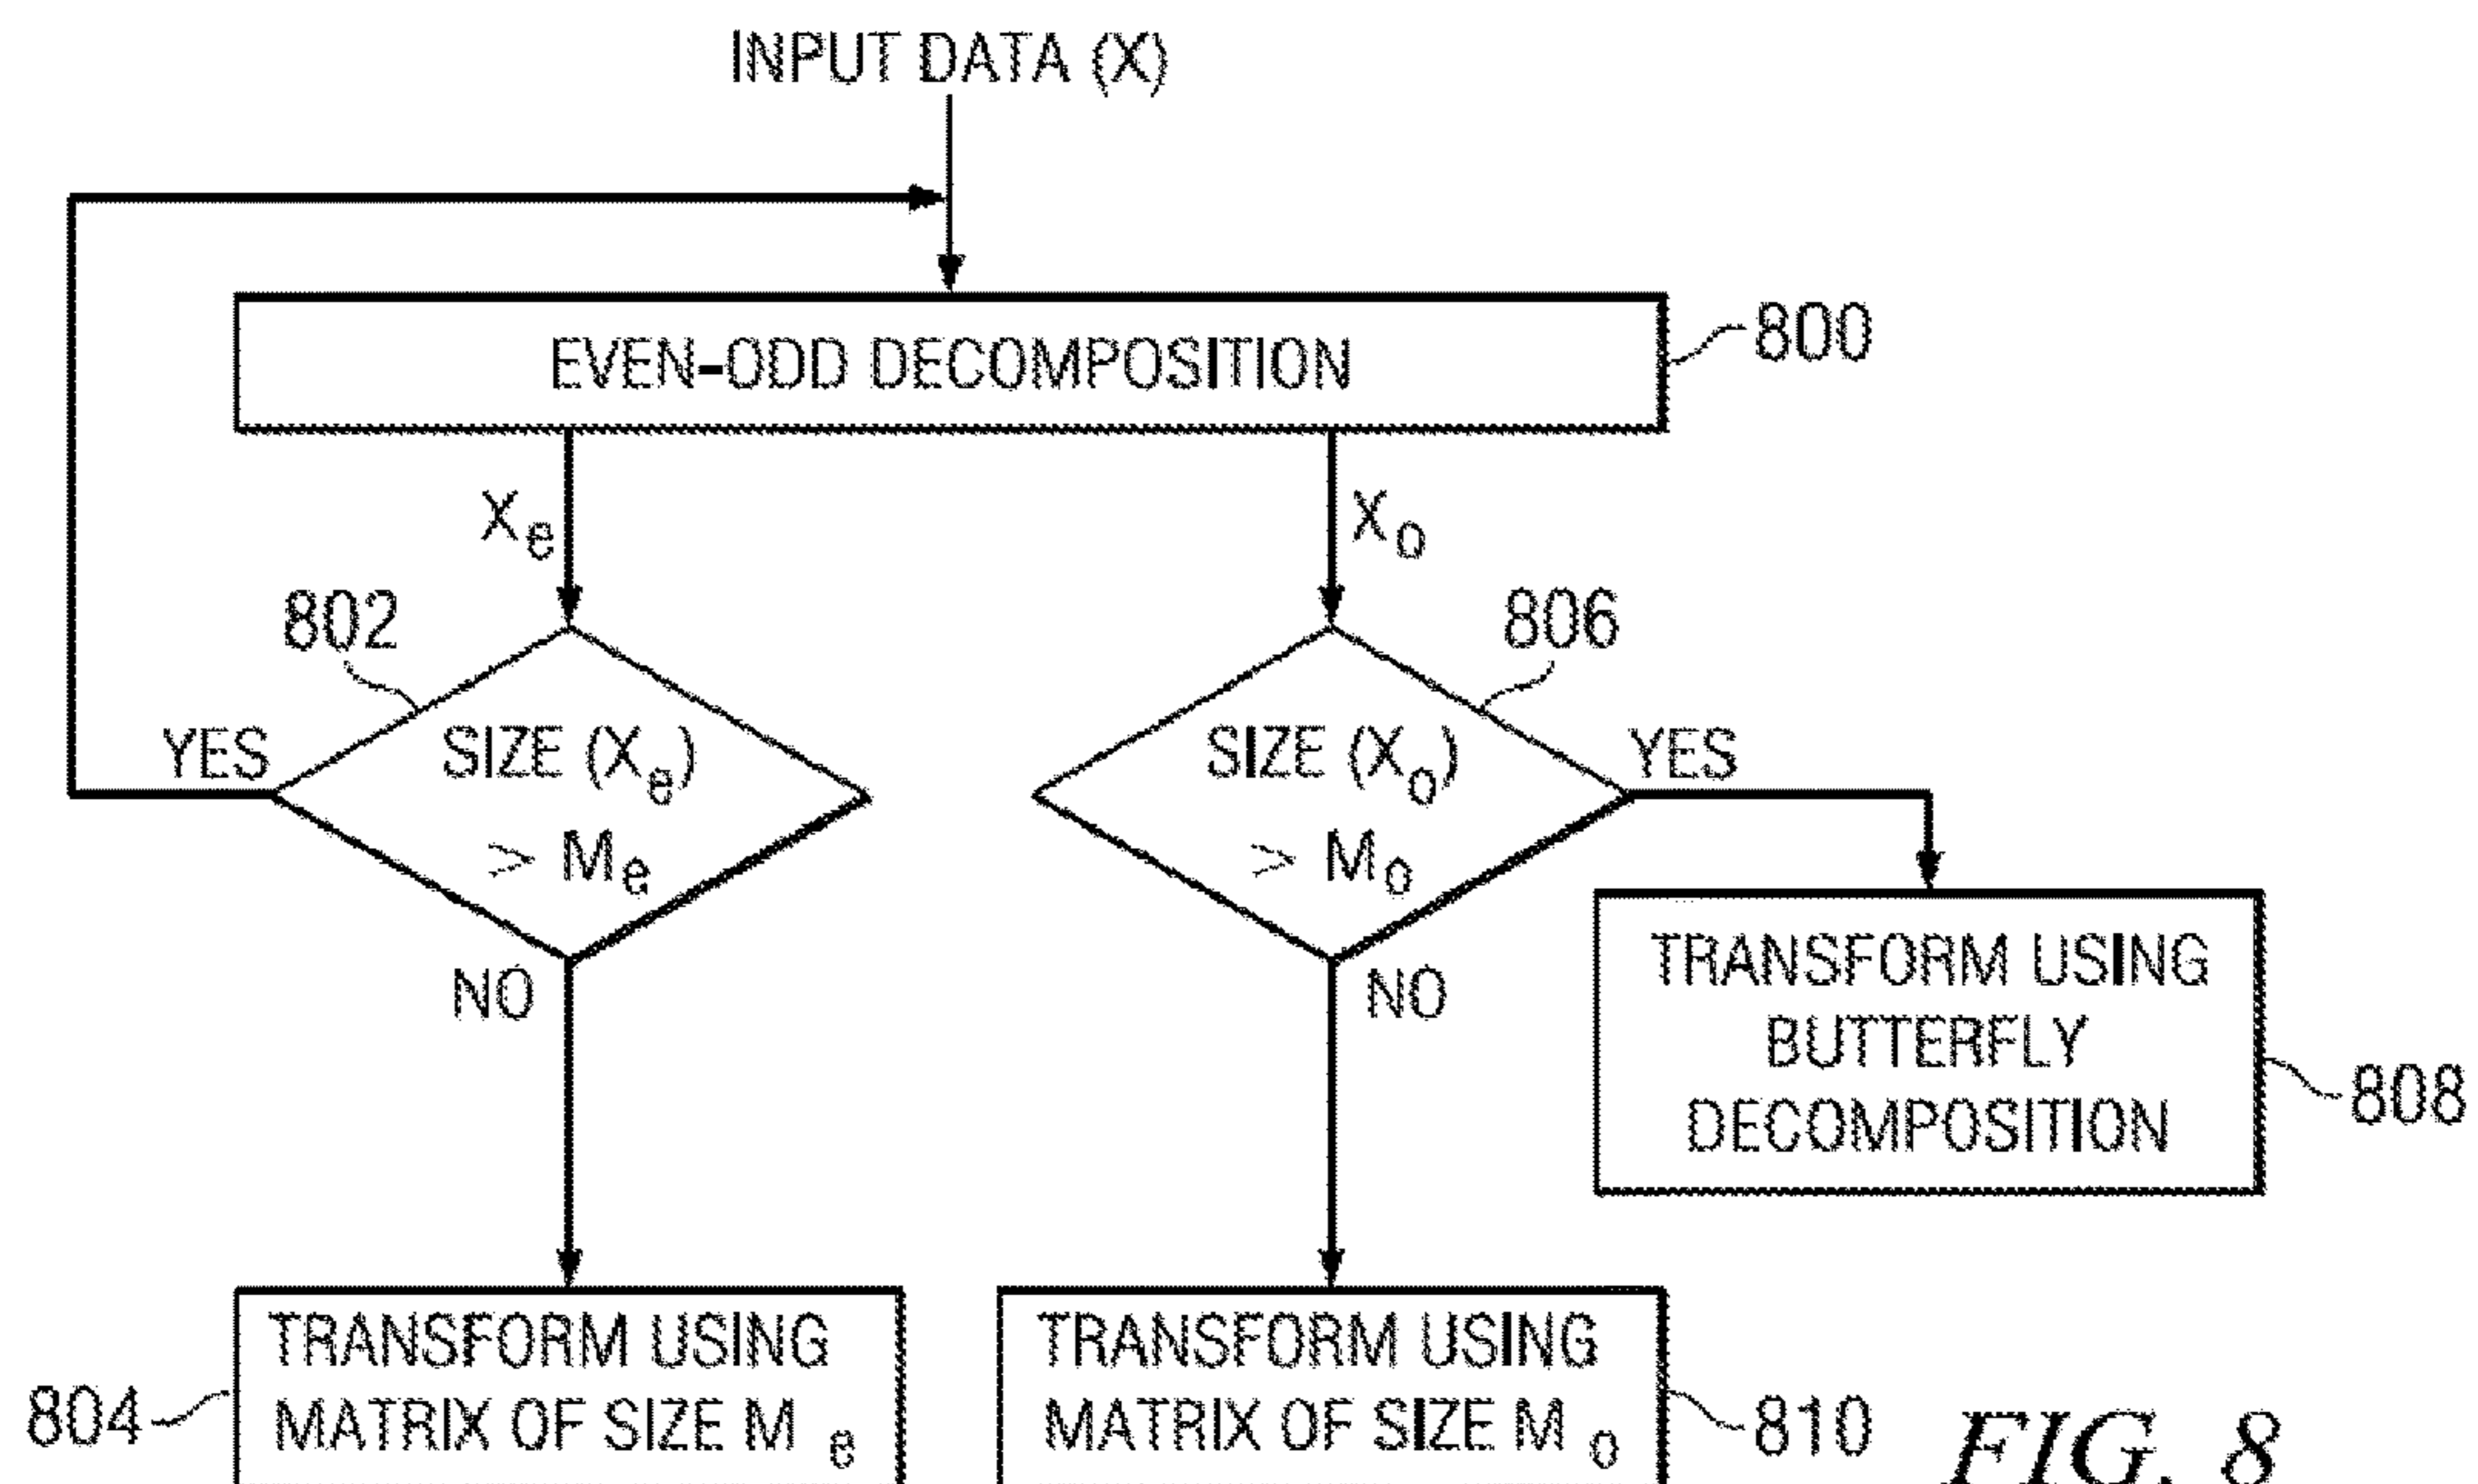 INPUT DATA (X)
EVEN-ODD DECOMPOSITION
800
Xe
Xo
802
806
YES
SIZE (Xe)
> Me
SIZE (Xo)
> Mo
YES
NO
NO
TRANSFORM USING
BUTTERFLY
DECOMPOSITION
808
TRANSFORM USING
MATRIX OF SIZE M e
804
TRANSFORM USING
MATRIX OF SIZE M o
810
FIG. 8